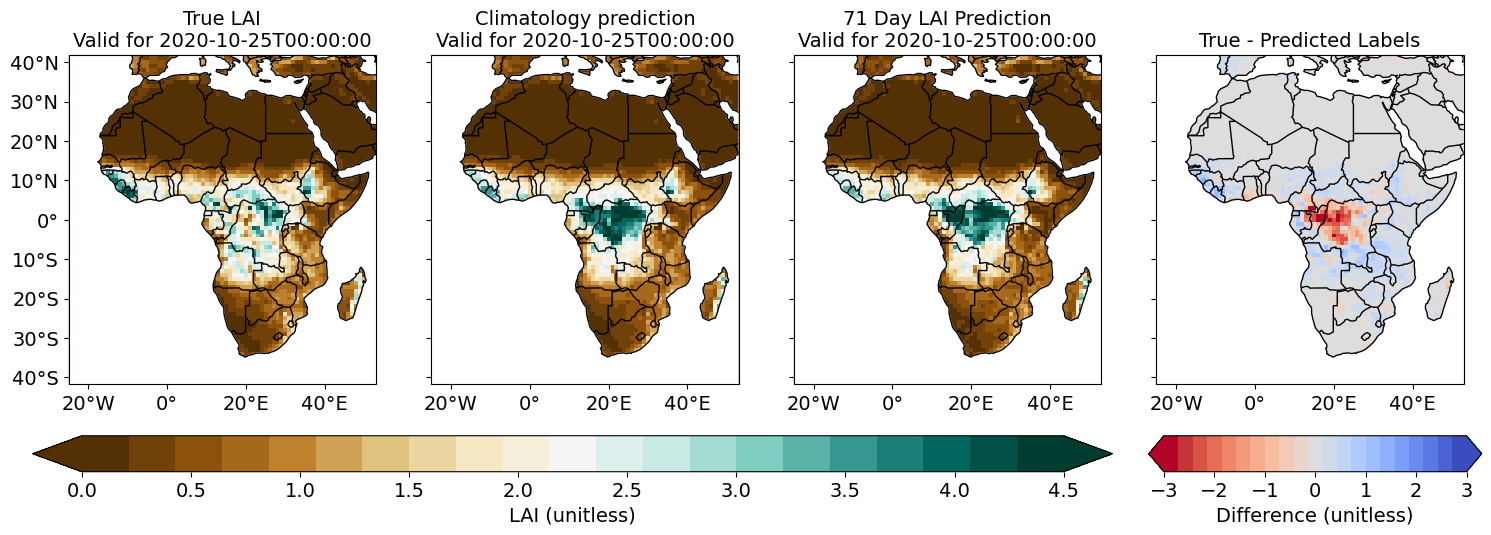 True LAI
Valid for 2020-10-25T00:00:00
Climatology prediction
Valid for 2020-10-25T00:00:00
71 Day LAI Prediction
Valid for 2020-10-25T00:00:00
True - Predicted Labels
40°N
30°N
20°N
10°N
0°
10°S
20°S
30°S
40°S
20°W 0° 20°E 40°E
20°W 0° 20°E 40°E
20°W 0° 20°E 40°E
20°W 0° 20°E 40°E
0.0 0.5 1.0 1.5 2.0 2.5 3.0 3.5 4.0 4.5
LAI (unitless)
−3 −2 −1 0 1 2 3
Difference (unitless)